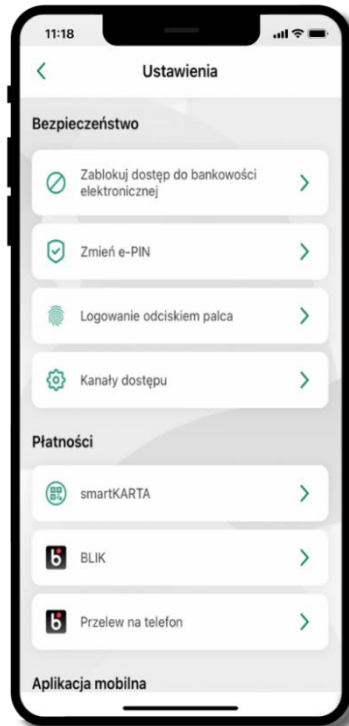 11:18
Ustawienia
Bezpieczeństwo
Zablokuj dostęp do bankowości
elektronicznej
Zmień e-PIN
Logowanie odciskiem palca
Kanały dostępu
Płatności
smartKARTA
BLIK
Przelew na telefon
Aplikacja mobilna